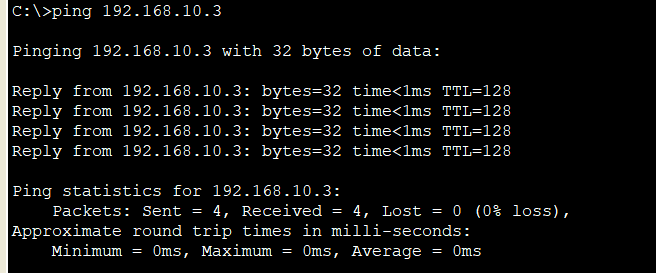 C:\>ping 192.168.10.3
Pinging 192.168.10.3 with 32 bytes of data:
Reply from 192.168.10.3: bytes=32 time<1ms TTL=128
Reply from 192.168.10.3: bytes=32 time<1ms TTL=128
Reply from 192.168.10.3: bytes=32 time<1ms TTL=128
Reply from 192.168.10.3: bytes=32 time<1ms TTL=128
Ping statistics for 192.168.10.3:
    Packets: Sent = 4, Received = 4, Lost = 0 (0% loss),
Approximate round trip times in milli-seconds:
    Minimum = 0ms, Maximum = 0ms, Average = 0ms